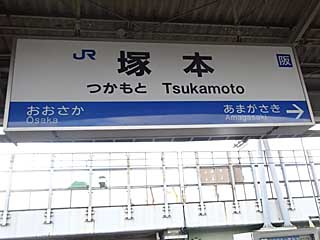 JR 塚本 阪
つかもと Tsukamoto
おおさか あまがさき
Ōsaka Amagasaki